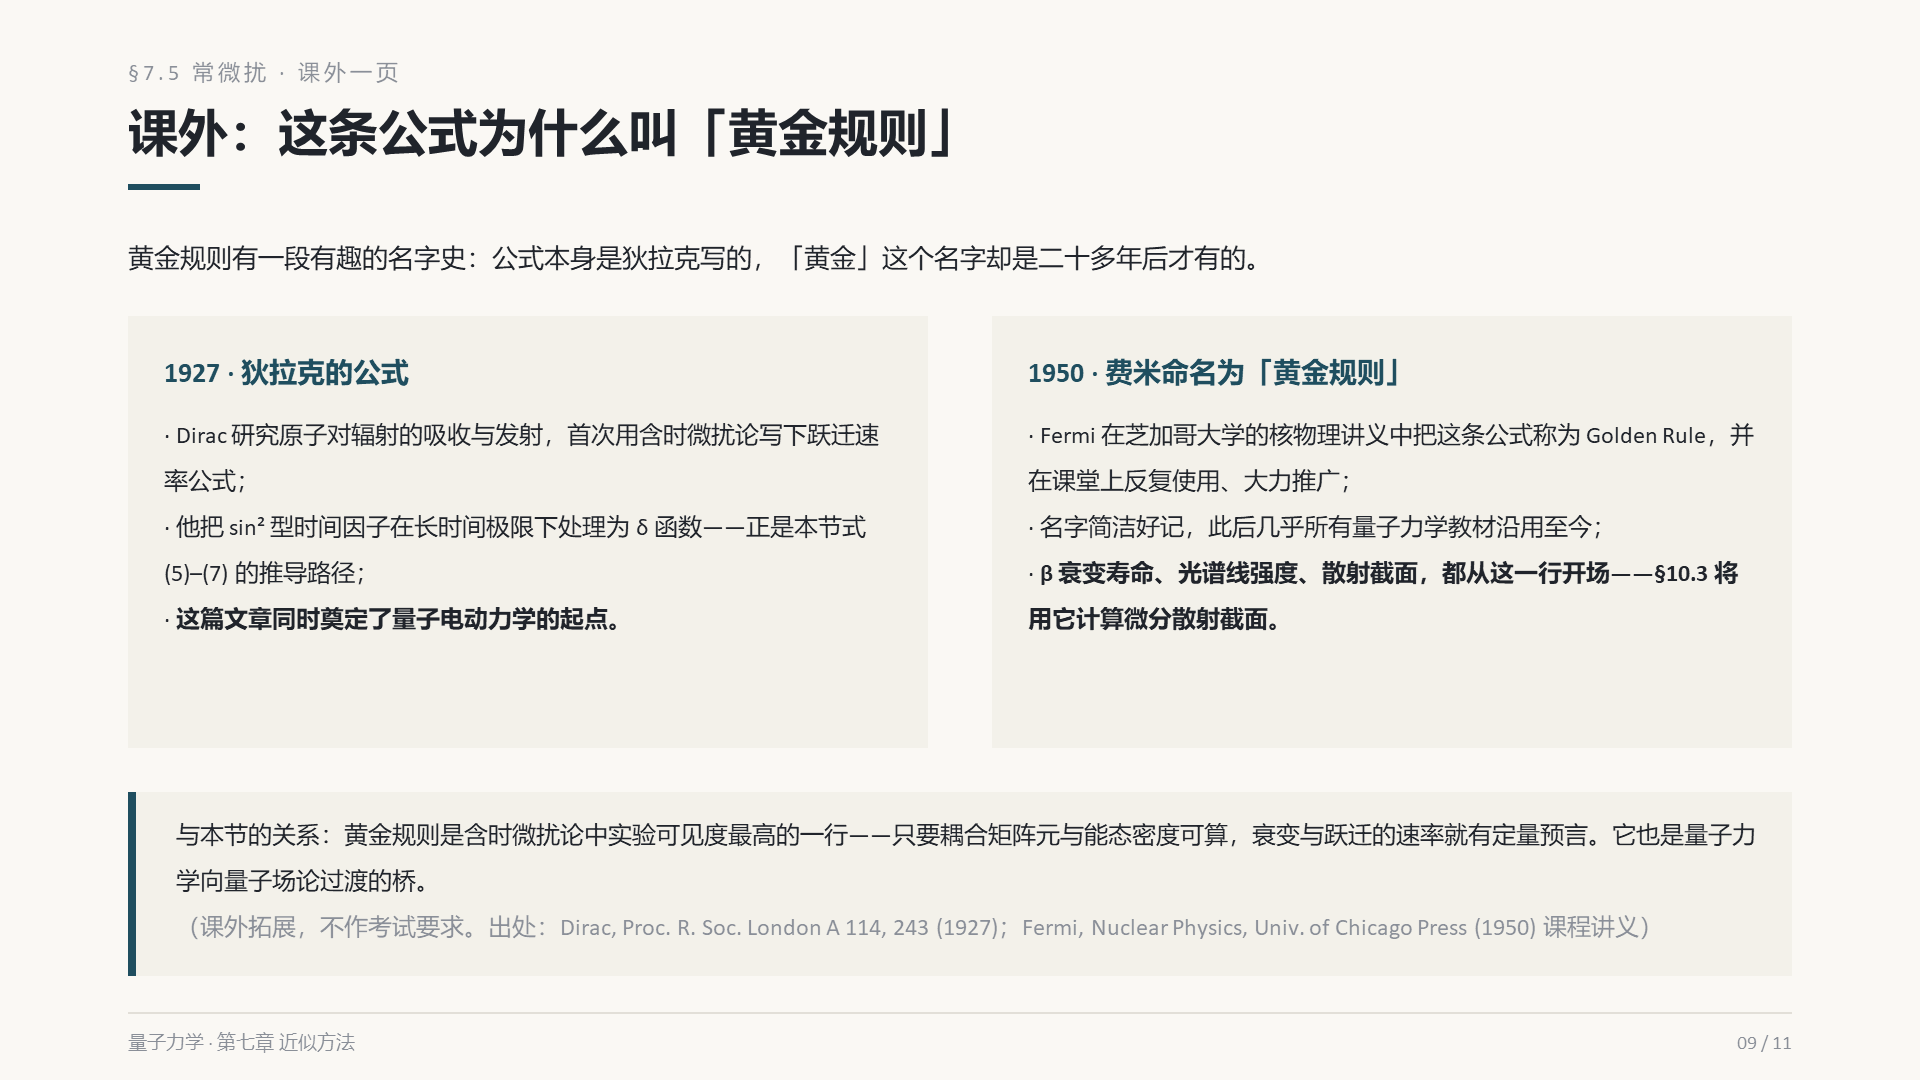 §7.5 常微扰 · 课外一页
课外：这条公式为什么叫「黄金规则」
黄金规则有一段有趣的名字史：公式本身是狄拉克写的，「黄金」这个名字却是二十多年后才有的。
1927 · 狄拉克的公式
· Dirac 研究原子对辐射的吸收与发射，首次用含时微扰论写下跃迁速
率公式；
· 他把 sin² 型时间因子在长时间极限下处理为 δ 函数——正是本节式
(5)–(7) 的推导路径；
· 这篇文章同时奠定了量子电动力学的起点。
1950 · 费米命名为「黄金规则」
· Fermi 在芝加哥大学的核物理讲义中把这条公式称为 Golden Rule，并
在课堂上反复使用、大力推广；
· 名字简洁好记，此后几乎所有量子力学教材沿用至今；
· β 衰变寿命、光谱线强度、散射截面，都从这一行开场——§10.3 将
用它计算微分散射截面。
与本节的关系：黄金规则是含时微扰论中实验可见度最高的一行——只要耦合矩阵元与能态密度可算，衰变与跃迁的速率就有定量预言。它也是量子力
学向量子场论过渡的桥。
（课外拓展，不作考试要求。出处：Dirac, Proc. R. Soc. London A 114, 243 (1927)；Fermi, Nuclear Physics, Univ. of Chicago Press (1950) 课程讲义）
量子力学 · 第七章 近似方法
09 / 11